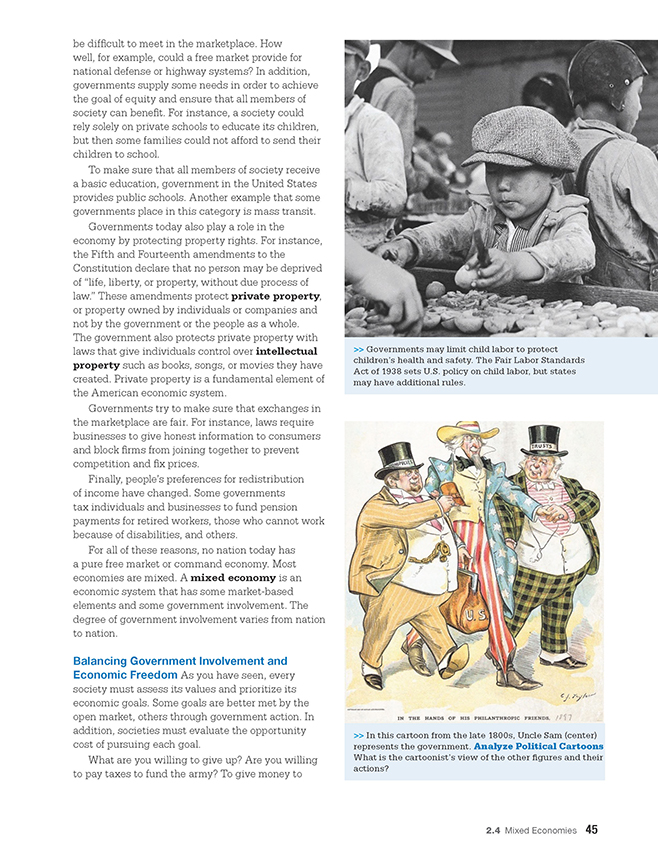 be difficult to meet in the marketplace. How
well, for example, could a free market provide for
national defense or highway systems? In addition,
governments supply some needs in order to achieve
the goal of equity and ensure that all members of
society can benefit. For instance, a society could
rely solely on private schools to educate its children,
but then some families could not afford to send their
children to school.
To make sure that all members of society receive
a basic education, government in the United States
provides public schools. Another example that some
governments place in this category is mass transit.
Governments today also play a role in the
economy by protecting property rights. For instance,
the Fifth and Fourteenth amendments to the
Constitution declare that no person may be deprived
of “life, liberty, or property, without due process of
law.” These amendments protect private property,
or property owned by individuals or companies and
not by the government or the people as a whole.
The government also protects private property with
laws that give individuals control over intellectual
property such as books, songs, or movies they have
created. Private property is a fundamental element of
the American economic system.
Governments try to make sure that exchanges in
the marketplace are fair. For instance, laws require
businesses to give honest information to consumers
and block firms from joining together to prevent
competition and fix prices.
Finally, people’s preferences for redistribution
of income have changed. Some governments
tax individuals and businesses to fund pension
payments for retired workers, those who cannot work
because of disabilities, and others.
For all of these reasons, no nation today has
a pure free market or command economy. Most
economies are mixed. A mixed economy is an
economic system that has some market-based
elements and some government involvement. The
degree of government involvement varies from nation
to nation.
Balancing Government Involvement and
Economic Freedom As you have seen, every
society must assess its values and prioritize its
economic goals. Some goals are better met by the
open market, others through government action. In
addition, societies must evaluate the opportunity
cost of pursuing each goal.
What are you willing to give up? Are you willing
to pay taxes to fund the army? To give money to
>> Governments may limit child labor to protect
children’s health and safety. The Fair Labor Standards
Act of 1938 sets U.S. policy on child labor, but states
may have additional rules.
TRUSTS
U.S.
IN THE HANDS OF HIS PHILANTHROPIC FRIENDS. 1897
>> In this cartoon from the late 1800s, Uncle Sam (center)
represents the government. Analyze Political Cartoons
What is the cartoonist’s view of the other figures and their
actions?
2.4 Mixed Economies 45